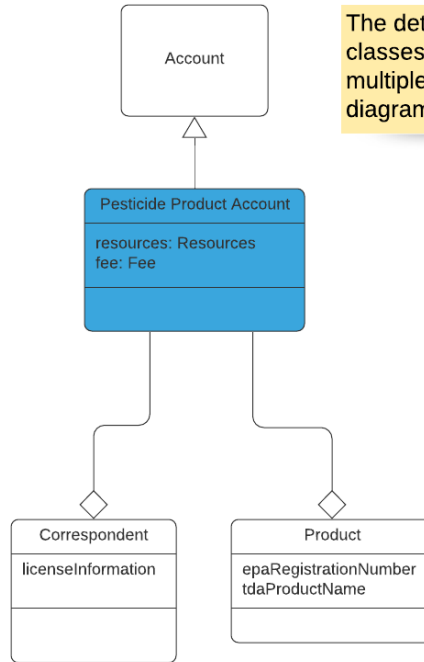 Account
The det
classes
multiple
diagram
Pesticide Product Account
resources: Resources
fee: Fee
Correspondent
licenseInformation
Product
epaRegistrationNumber
tdaProductName